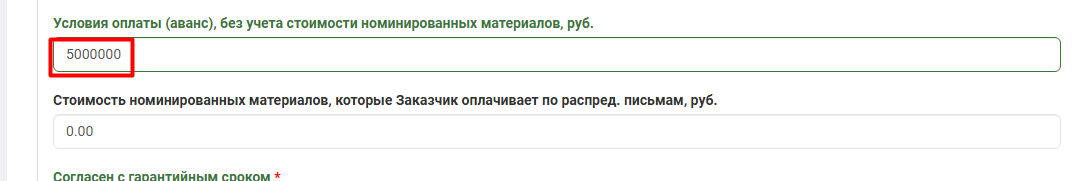 Условия оплаты (аванс), без учета стоимости номинированных материалов, руб.
5000000
Стоимость номинированных материалов, которые Заказчик оплачивает по распред. письмам, руб.
0.00
Согласен с гарантийным сроком *